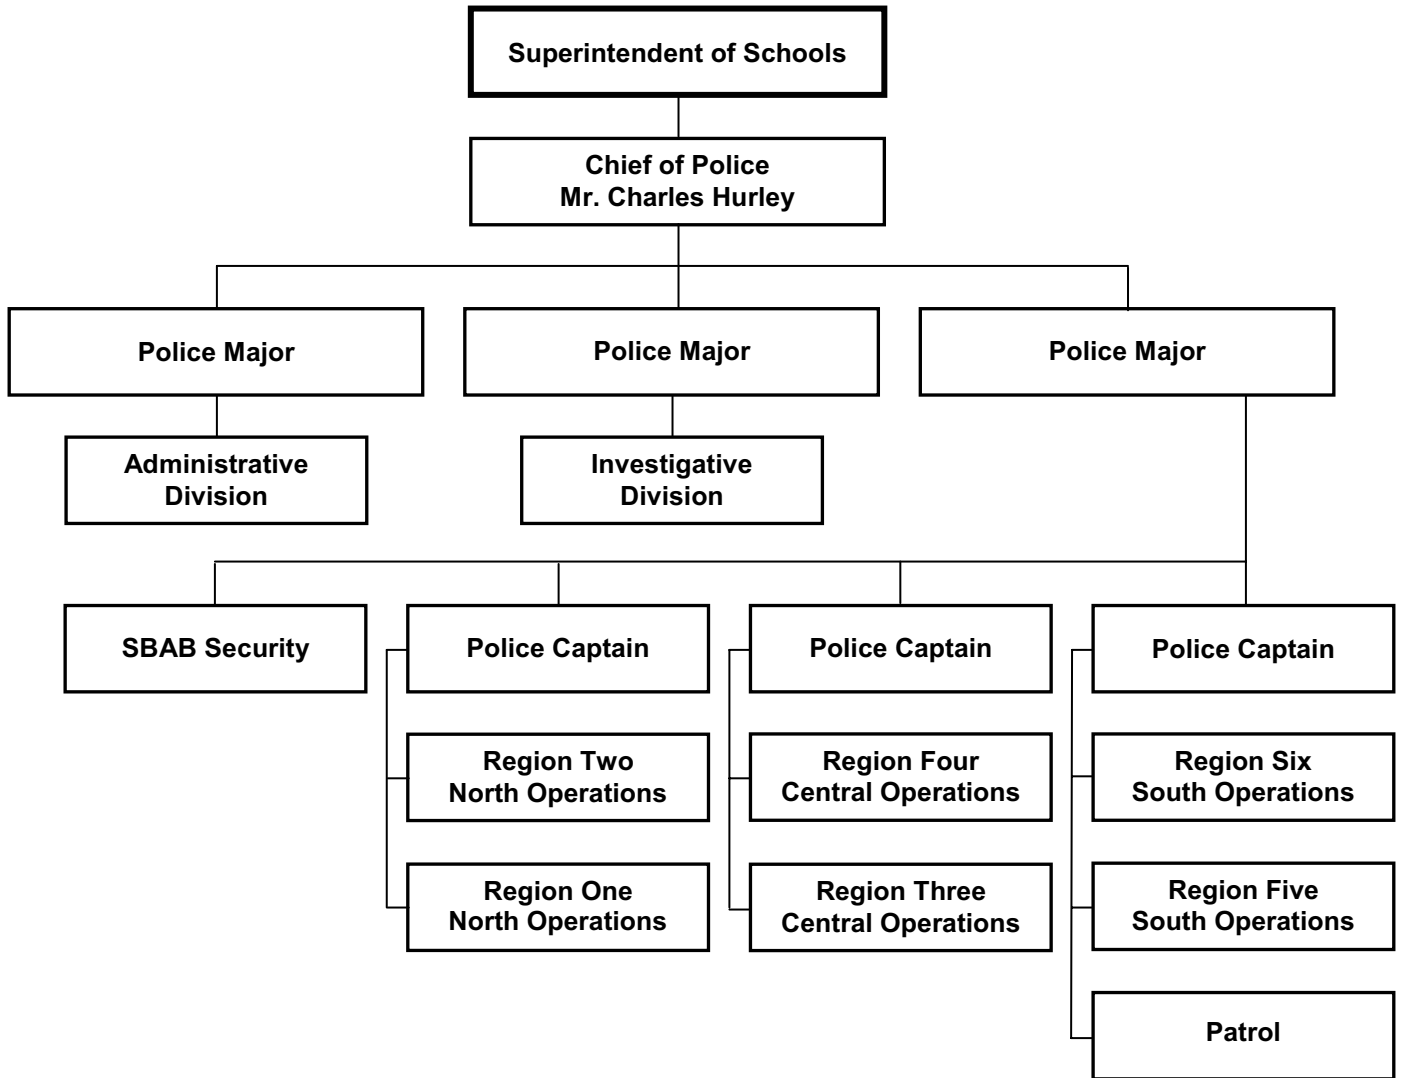 Superintendent of Schools
Chief of Police
Mr. Charles Hurley
Police Major
Police Major
Police Major
Administrative
Division
Investigative
Division
SBAB Security
Police Captain
Police Captain
Police Captain
Region Two
North Operations
Region Four
Central Operations
Region Six
South Operations
Region One
North Operations
Region Three
Central Operations
Region Five
South Operations
Patrol